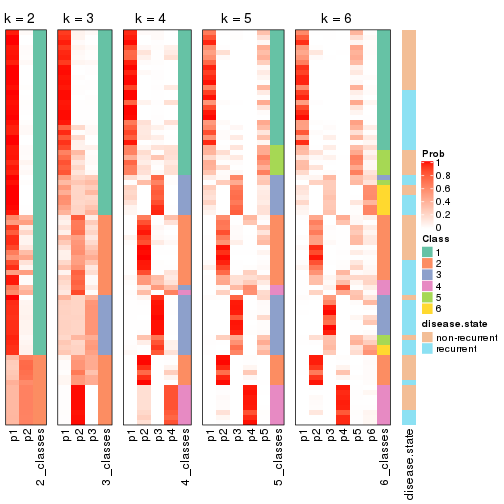 k = 2 k = 3 k = 4 k = 5 k = 6
Prob
1
0.8
0.6
0.4
0.2
0
Class
1
2
3
4
5
6
disease.state
non-recurrent
recurrent
p1 p2 2_classes p1 p2 p3 3_classes p1 p2 p3 p4 4_classes p1 p2 p3 p4 p5 5_classes p1 p2 p3 p4 p5 p6 6_classes disease.state